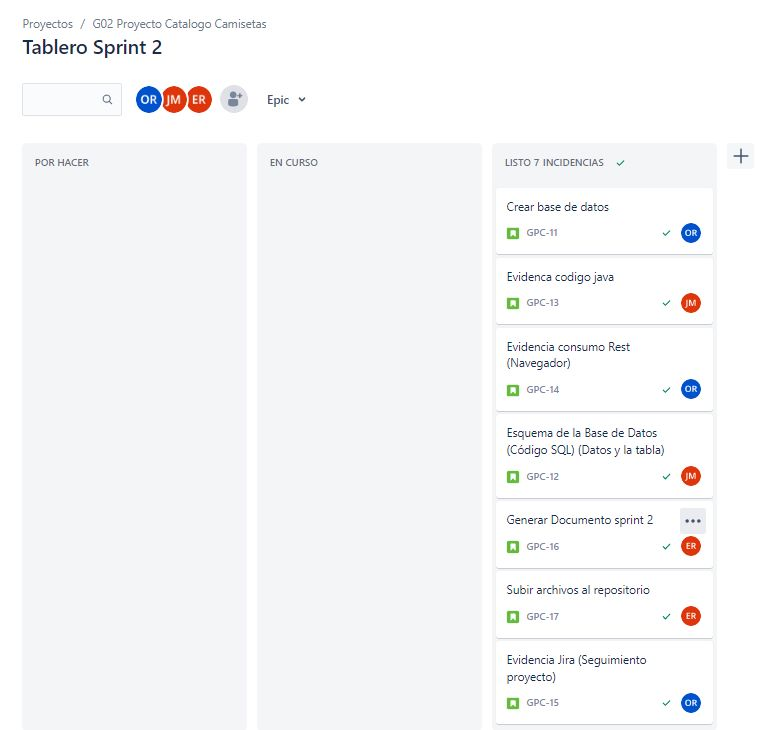 Proyectos / G02 Proyecto Catalogo Camisetas
Tablero Sprint 2
OR JM ER Epic
POR HACER
EN CURSO
LISTO 7 INCIDENCIAS
Crear base de datos
GPC-11 OR
Evidenca codigo java
GPC-13 JM
Evidencia consumo Rest
(Navegador)
GPC-14 OR
Esquema de la Base de Datos
(Código SQL) (Datos y la tabla)
GPC-12 JM
Generar Documento sprint 2
GPC-16 ER
Subir archivos al repositorio
GPC-17 ER
Evidencia Jira (Seguimiento
proyecto)
GPC-15 OR